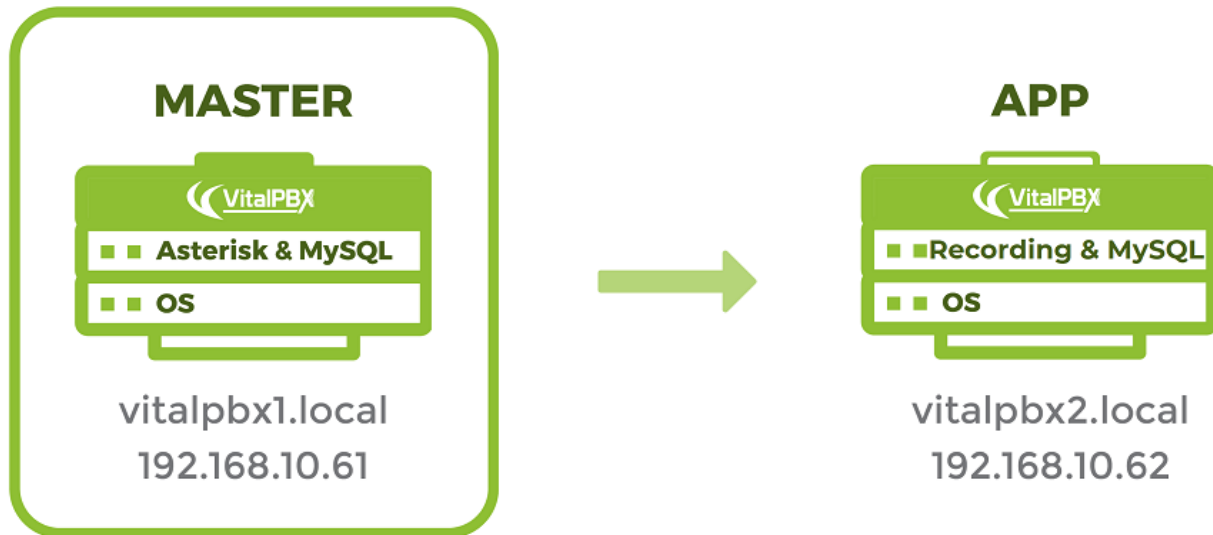 MASTER
VitalPBX
Asterisk & MySQL
OS
vitalpbx1.local
192.168.10.61
APP
VitalPBX
Recording & MySQL
OS
vitalpbx2.local
192.168.10.62